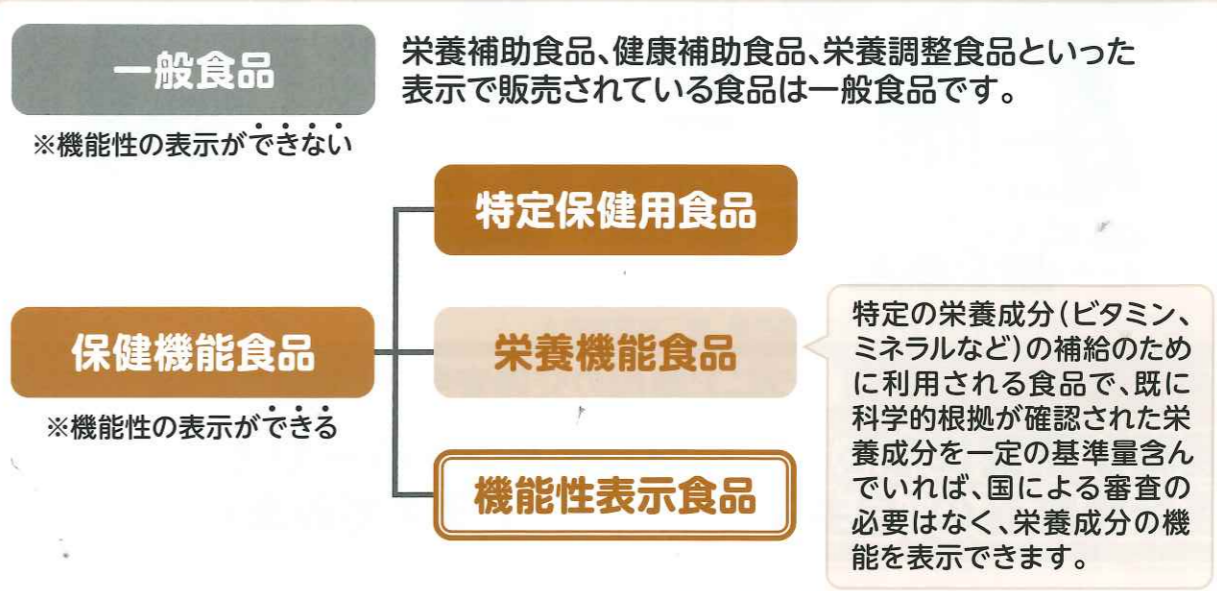 一般食品
※機能性の表示ができない
栄養補助食品、健康補助食品、栄養調整食品といった
表示で販売されている食品は一般食品です。
特定保健用食品
保健機能食品
※機能性の表示ができる
栄養機能食品
機能性表示食品
特定の栄養成分(ビタミン、
ミネラルなど)の補給のため
に利用される食品で、既に
科学的根拠が確認された栄
養成分を一定の基準量含ん
でいれば、国による審査の
必要はなく、栄養成分の機
能を表示できます。